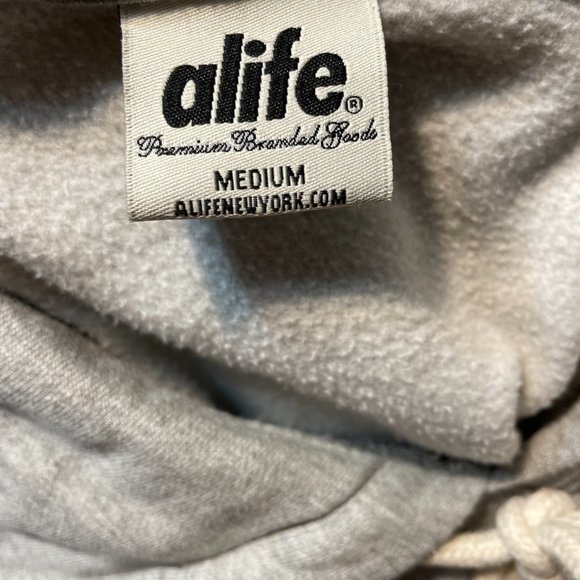 alife®
Premium Branded Goods
MEDIUM
ALIFENEWYORK.COM